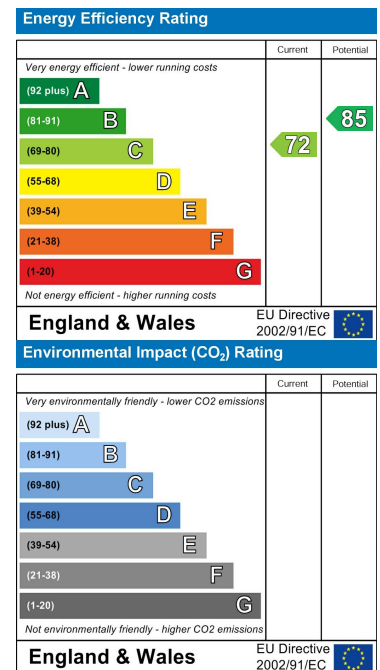 Energy Efficiency Rating
Current Potential
Very energy efficient - lower running costs
(92 plus) A
(81-91) B
85
(69-80) C
72
(55-68) D
(39-54) E
(21-38) F
(1-20) G
Not energy efficient - higher running costs
England & Wales
EU Directive
2002/91/EC
Environmental Impact (CO₂) Rating
Current Potential
Very environmentally friendly - lower CO2 emissions
(92 plus) A
(81-91) B
(69-80) C
(55-68) D
(39-54) E
(21-38) F
(1-20) G
Not environmentally friendly - higher CO2 emissions
England & Wales
EU Directive
2002/91/EC